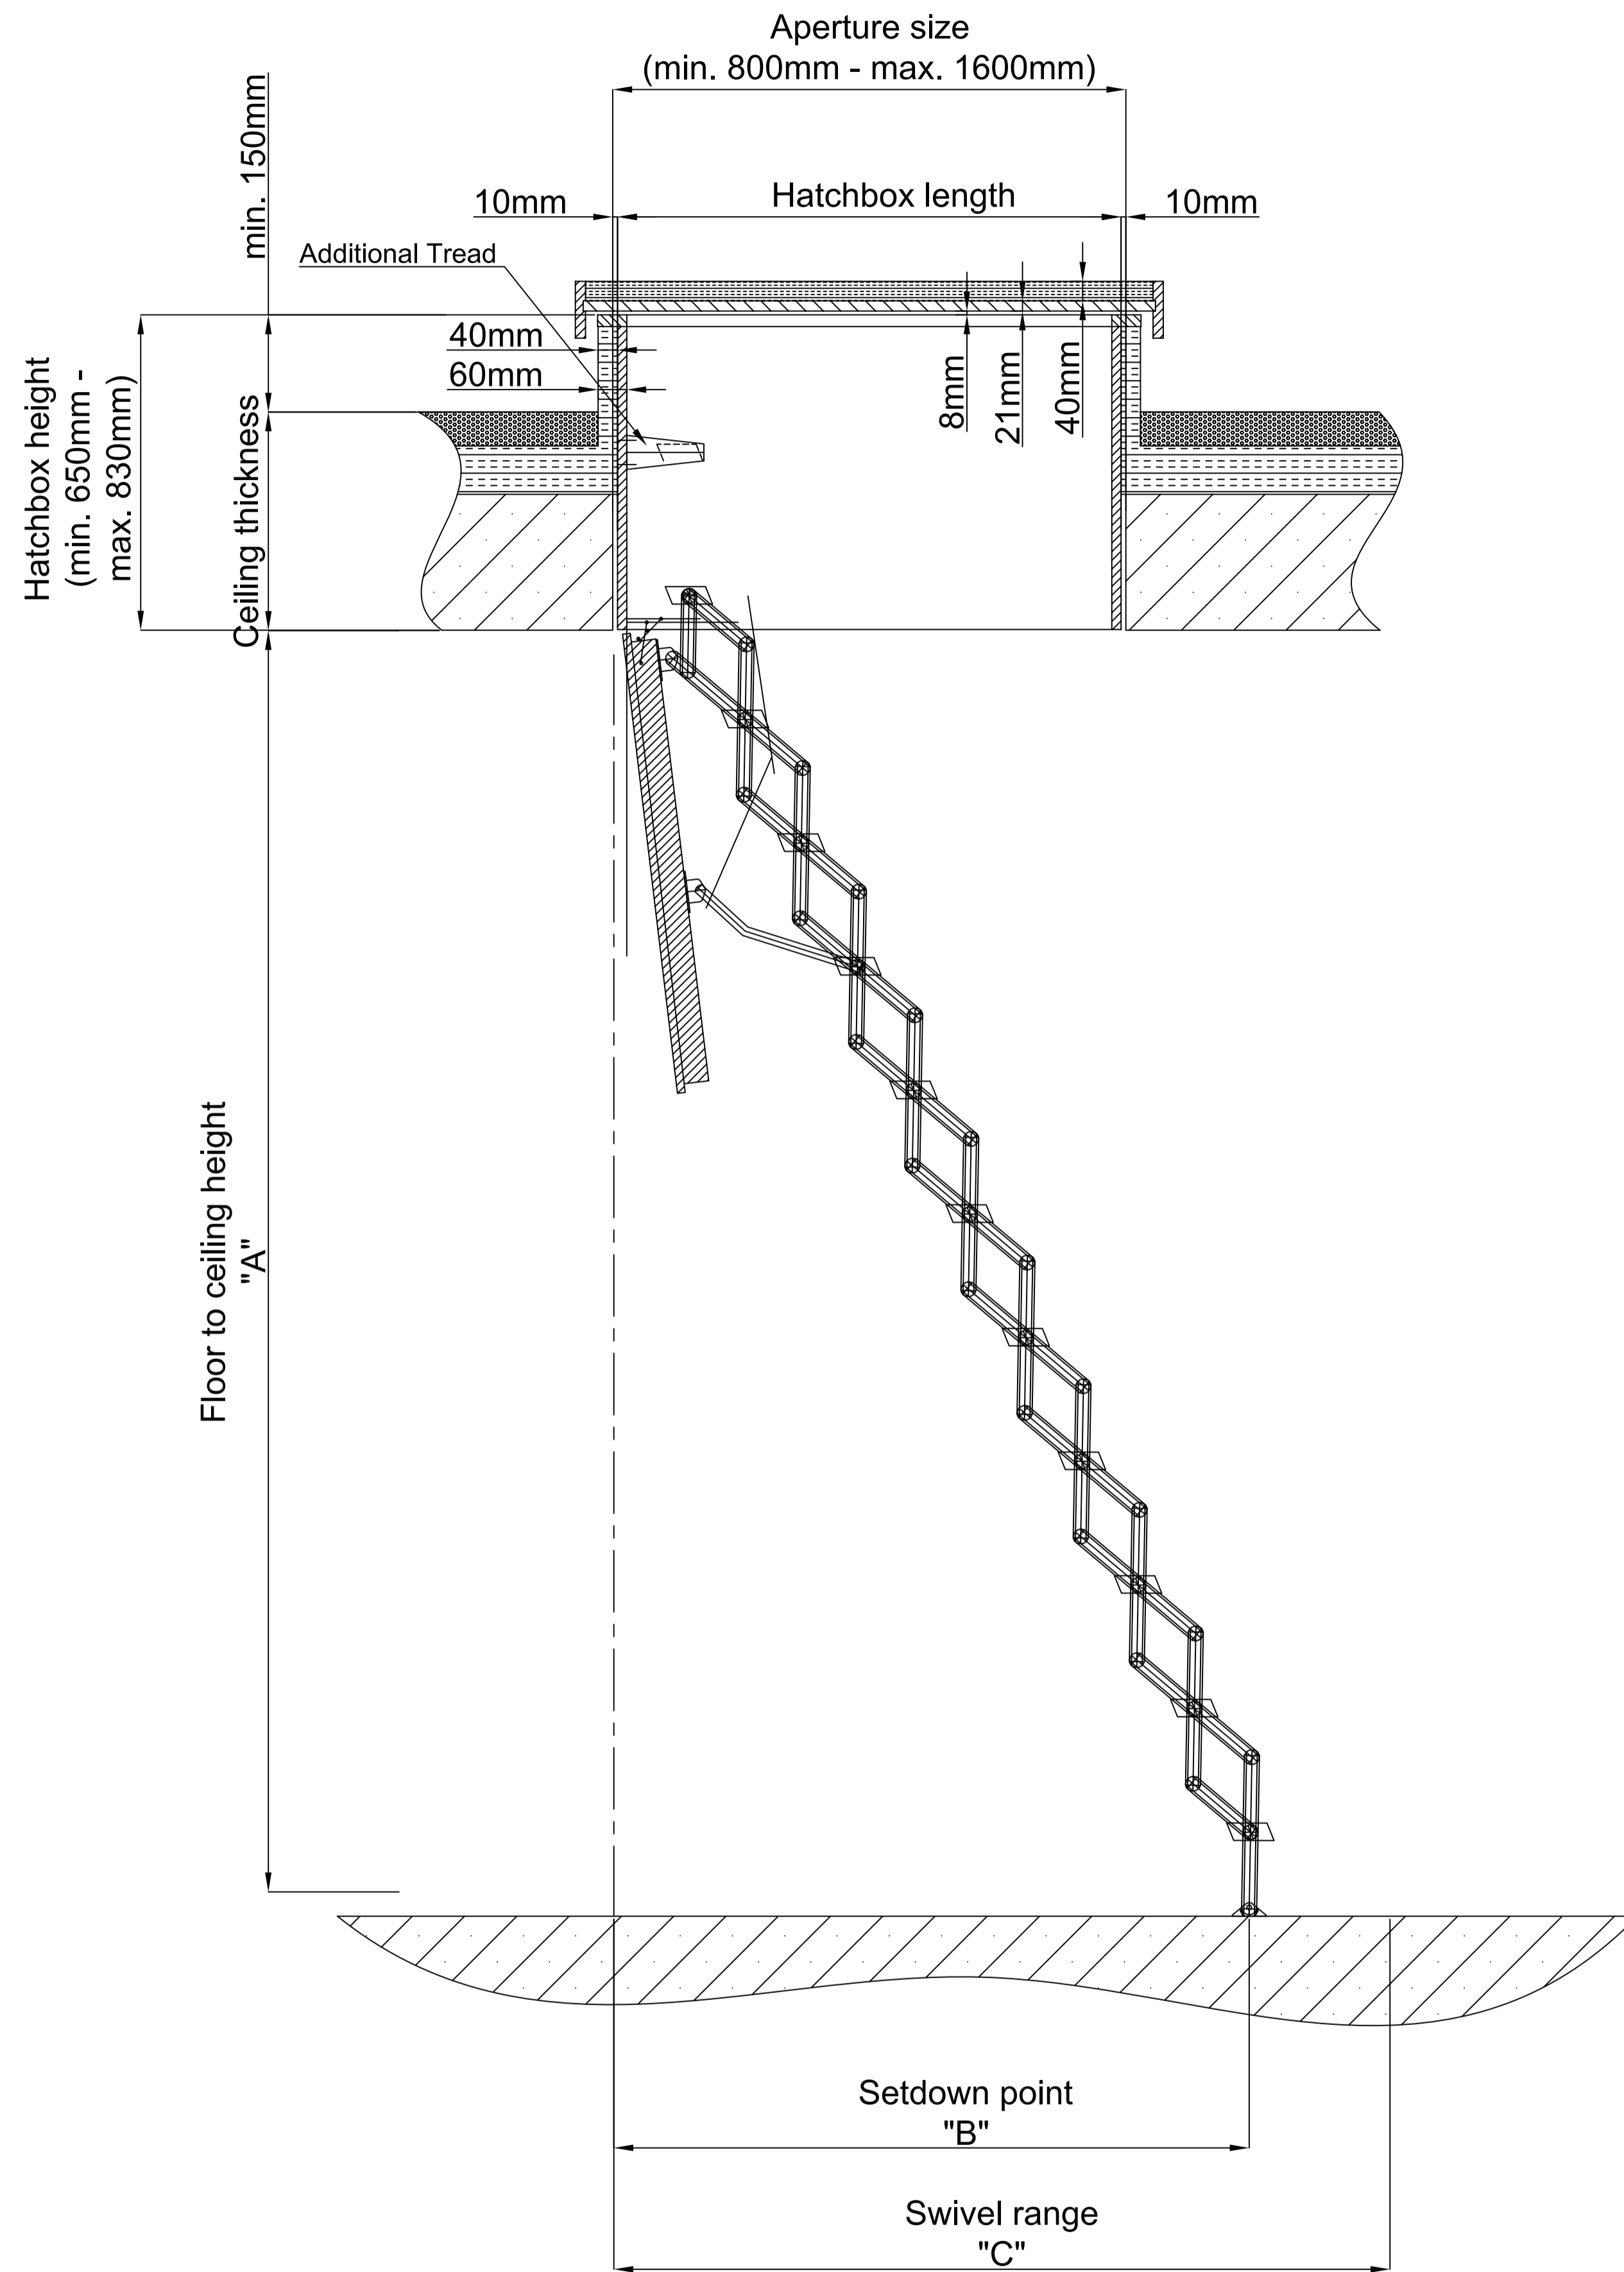 Aperture size
(min. 800mm - max. 1600mm)
min. 150mm
10mm
Hatchbox length
10mm
Additional Tread
40mm
60mm
8mm
21mm
40mm
Hatchbox height
(min. 650mm -
max. 830mm)
Ceiling thickness
Floor to ceiling height
"A"
Setdown point
"B"
Swivel range
"C"